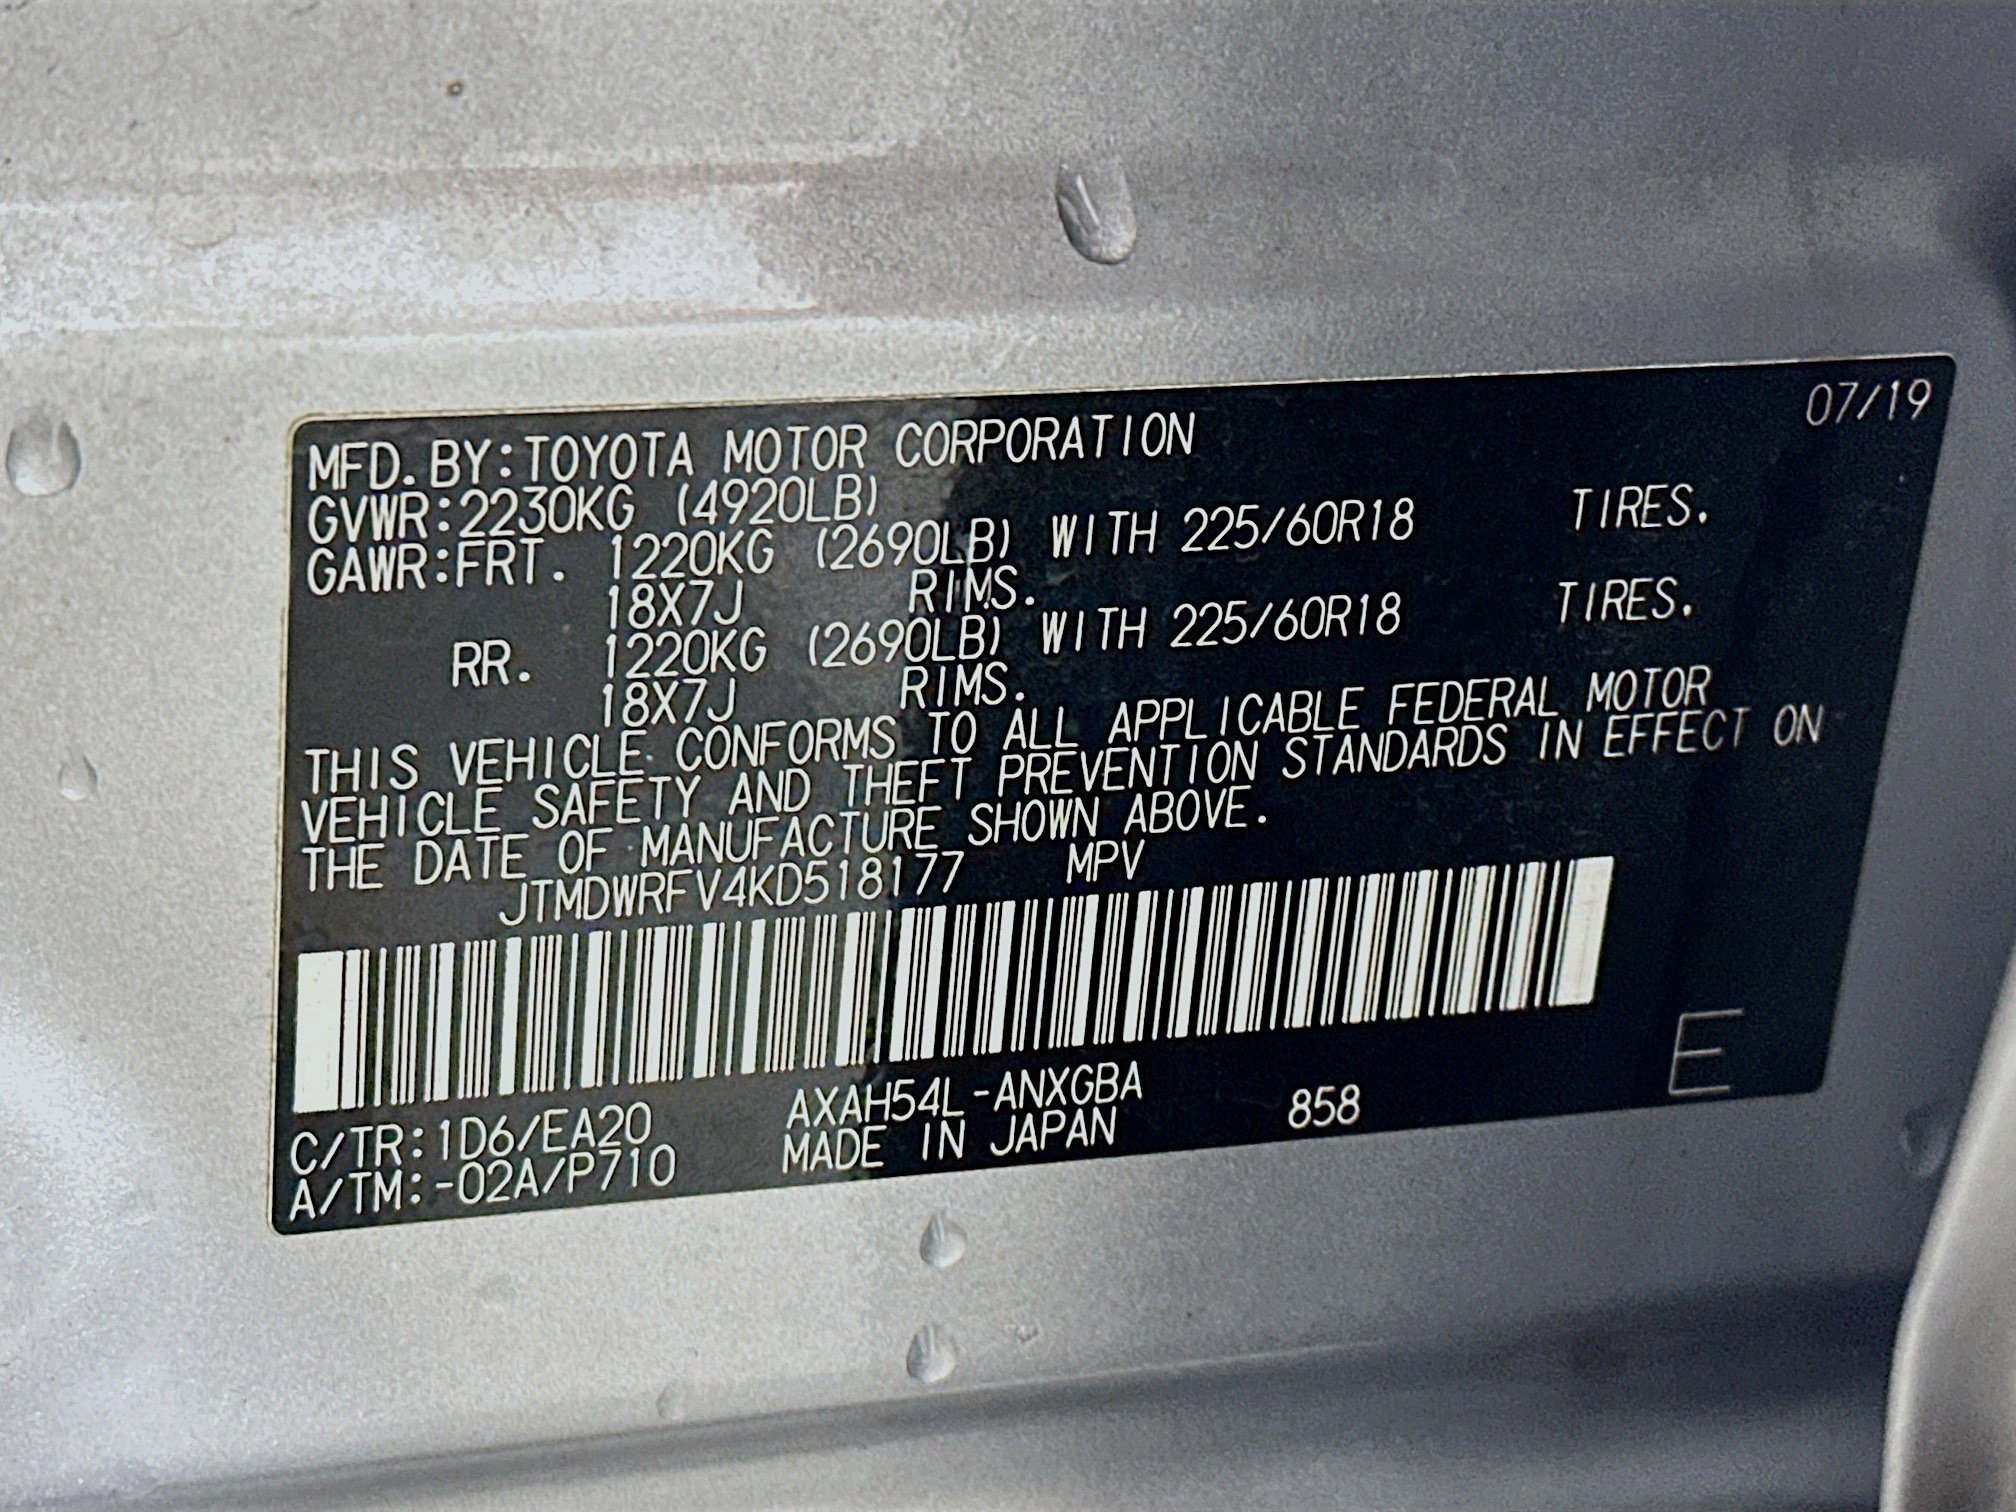 07/19
MFD.BY:TOYOTA MOTOR CORPORATION
GVWR:2230KG (4920LB)
GAWR:FRT. 1220KG (2690LB) WITH 225/60R18 TIRES.
18X7J RIMS.
RR. 1220KG (2690LB) WITH 225/60R18 TIRES.
18X7J RIMS.
THIS VEHICLE CONFORMS TO ALL APPLICABLE FEDERAL MOTOR
VEHICLE SAFETY AND THEFT PREVENTION STANDARDS IN EFFECT ON
THE DATE OF MANUFACTURE SHOWN ABOVE.
JTMDWRFV4KD518177 MPV
C/TR:1D6/EA20 AXAH54L-ANXGBA 858 E
A/TM:-02A/P710 MADE IN JAPAN